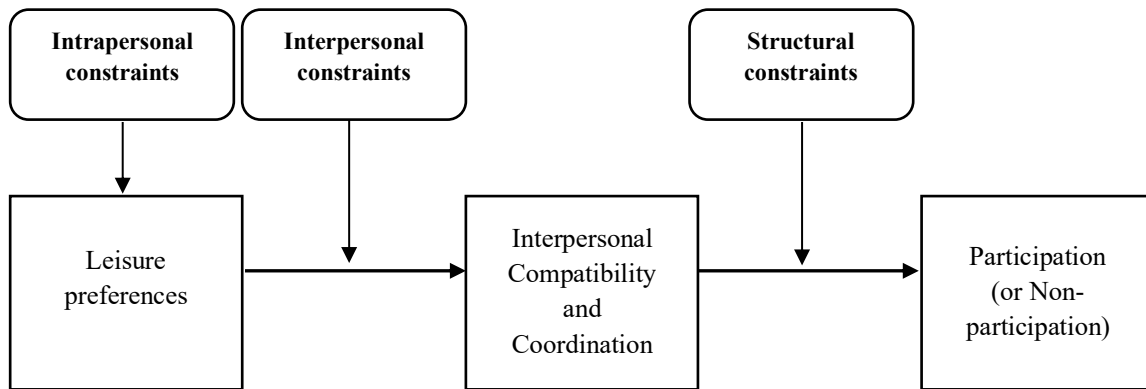 Intrapersonal
constraints
Interpersonal
constraints
Structural
constraints
Leisure
preferences
Interpersonal
Compatibility
and
Coordination
Participation
(or Non-
participation)